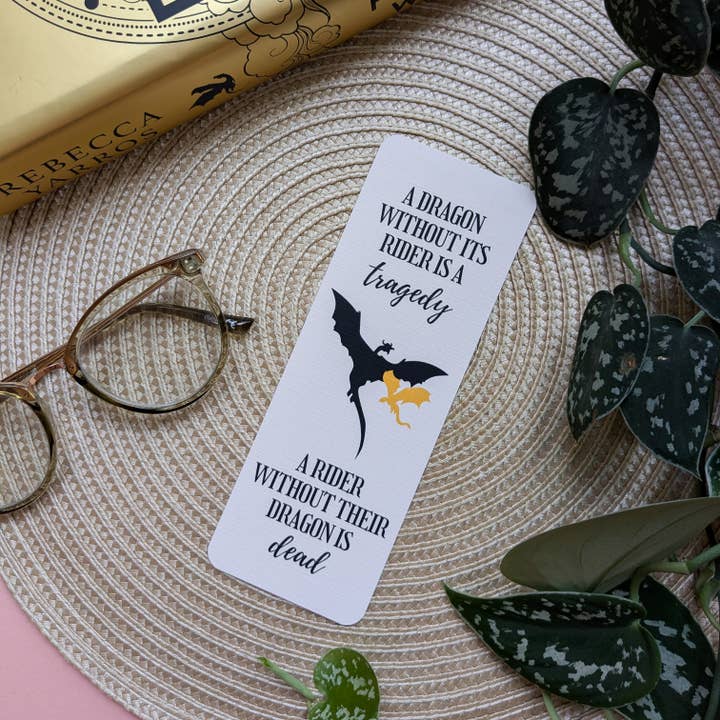 REBECCA
YARROS
A DRAGON
WITHOUT ITS
RIDER IS A
tragedy
A RIDER
WITHOUT THEIR
DRAGON IS
dead